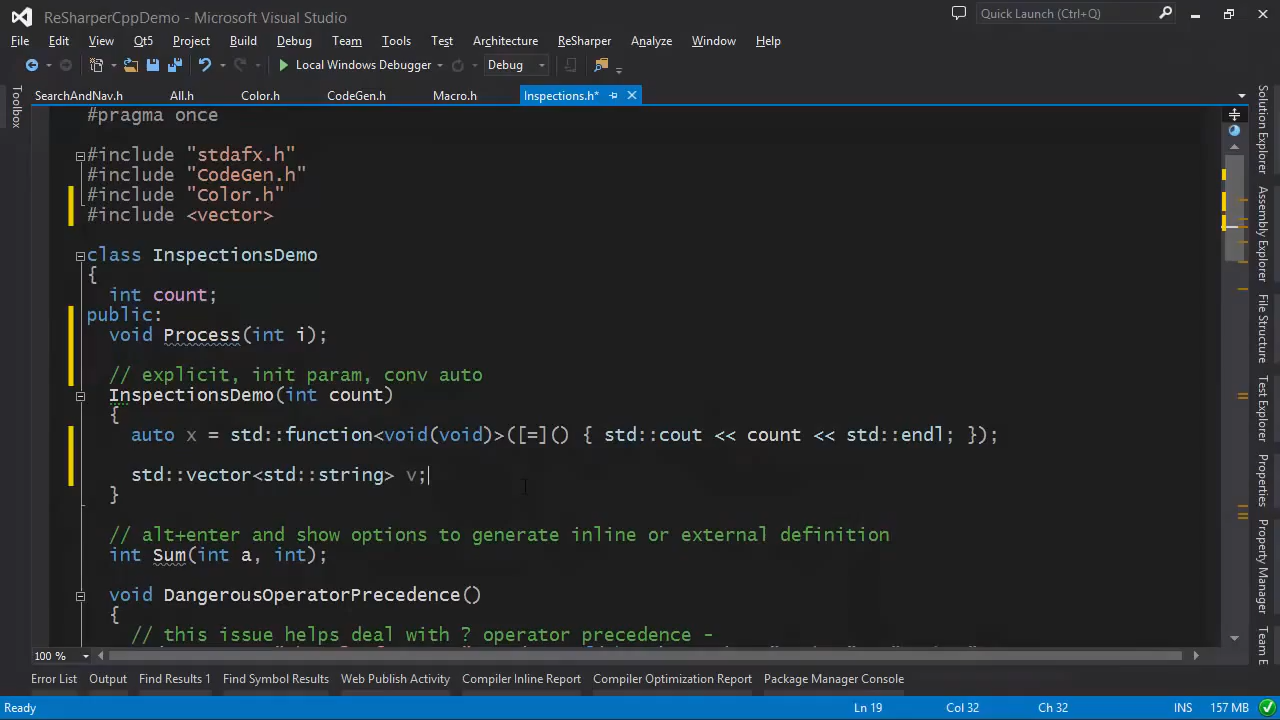 ReSharperCppDemo - Microsoft Visual Studio
Quick Launch (Ctrl+Q)
File Edit View Qt5 Project Build Debug Team Tools Test Architecture ReSharper Analyze Window Help
Local Windows Debugger Debug
SearchAndNav.h All.h Color.h CodeGen.h Macro.h Inspections.h*
Toolbox
#pragma once
#include "stdafx.h"
#include "CodeGen.h"
#include "Color.h"
#include <vector>
class InspectionsDemo
{
int count;
public:
void Process(int i);
// explicit, init param, conv auto
InspectionsDemo(int count)
{
auto x = std::function<void(void)>([=]() { std::cout << count << std::endl; });
std::vector<std::string> v;
}
// alt+enter and show options to generate inline or external definition
int Sum(int a, int);
void DangerousOperatorPrecedence()
{
// this issue helps deal with ? operator precedence -
Solution Explorer
Assembly Explorer
File Structure
Test Explorer
Properties
Property Manager
Team E
100 %
Error List Output Find Results 1 Find Symbol Results Web Publish Activity Compiler Inline Report Compiler Optimization Report Package Manager Console
Ready Ln 19 Col 32 Ch 32 INS 157 MB